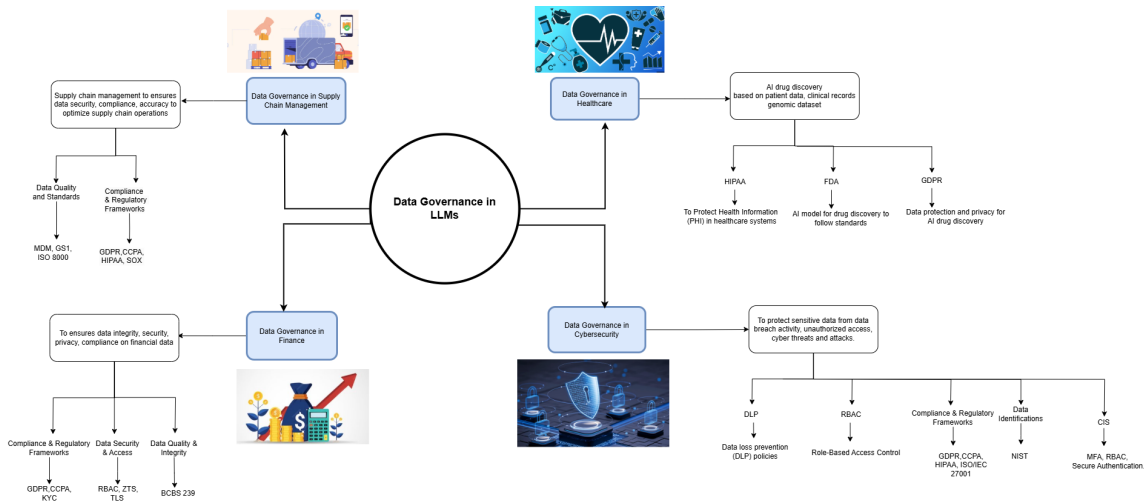 Data Governance in
LLMs
Data Governance in Supply
Chain Management
Supply chain management to ensures
data security, compliance, accuracy to
optimize supply chain operations
Data Quality
and Standards
MDM, GS1,
ISO 8000
Compliance
& Regulatory
Frameworks
GDPR,CCPA,
HIPAA, SOX
Data Governance in
Healthcare
AI drug discovery
based on patient data, clinical records
genomic dataset
HIPAA
To Protect Health Information
(PHI) in healthcare systems
FDA
AI model for drug discovery to
follow standards
GDPR
Data protection and privacy for
AI drug discovery
Data Governance in
Finance
To ensures data integrity, security,
privacy, compliance on financial data
Compliance & Regulatory
Frameworks
GDPR,CCPA,
KYC
Data Security
& Access
RBAC, ZTS,
TLS
Data Quality &
Integrity
BCBS 239
$
Data Governance in
Cybersecurity
To protect sensitive data from data
breach activity, unauthorized access,
cyber threats and attacks.
DLP
Data loss prevention
(DLP) policies
RBAC
Role-Based Access Control
Compliance & Regulatory
Frameworks
GDPR,CCPA,
HIPAA, ISO/IEC
27001
Data
Identifications
NIST
CIS
MFA, RBAC,
Secure Authentication.